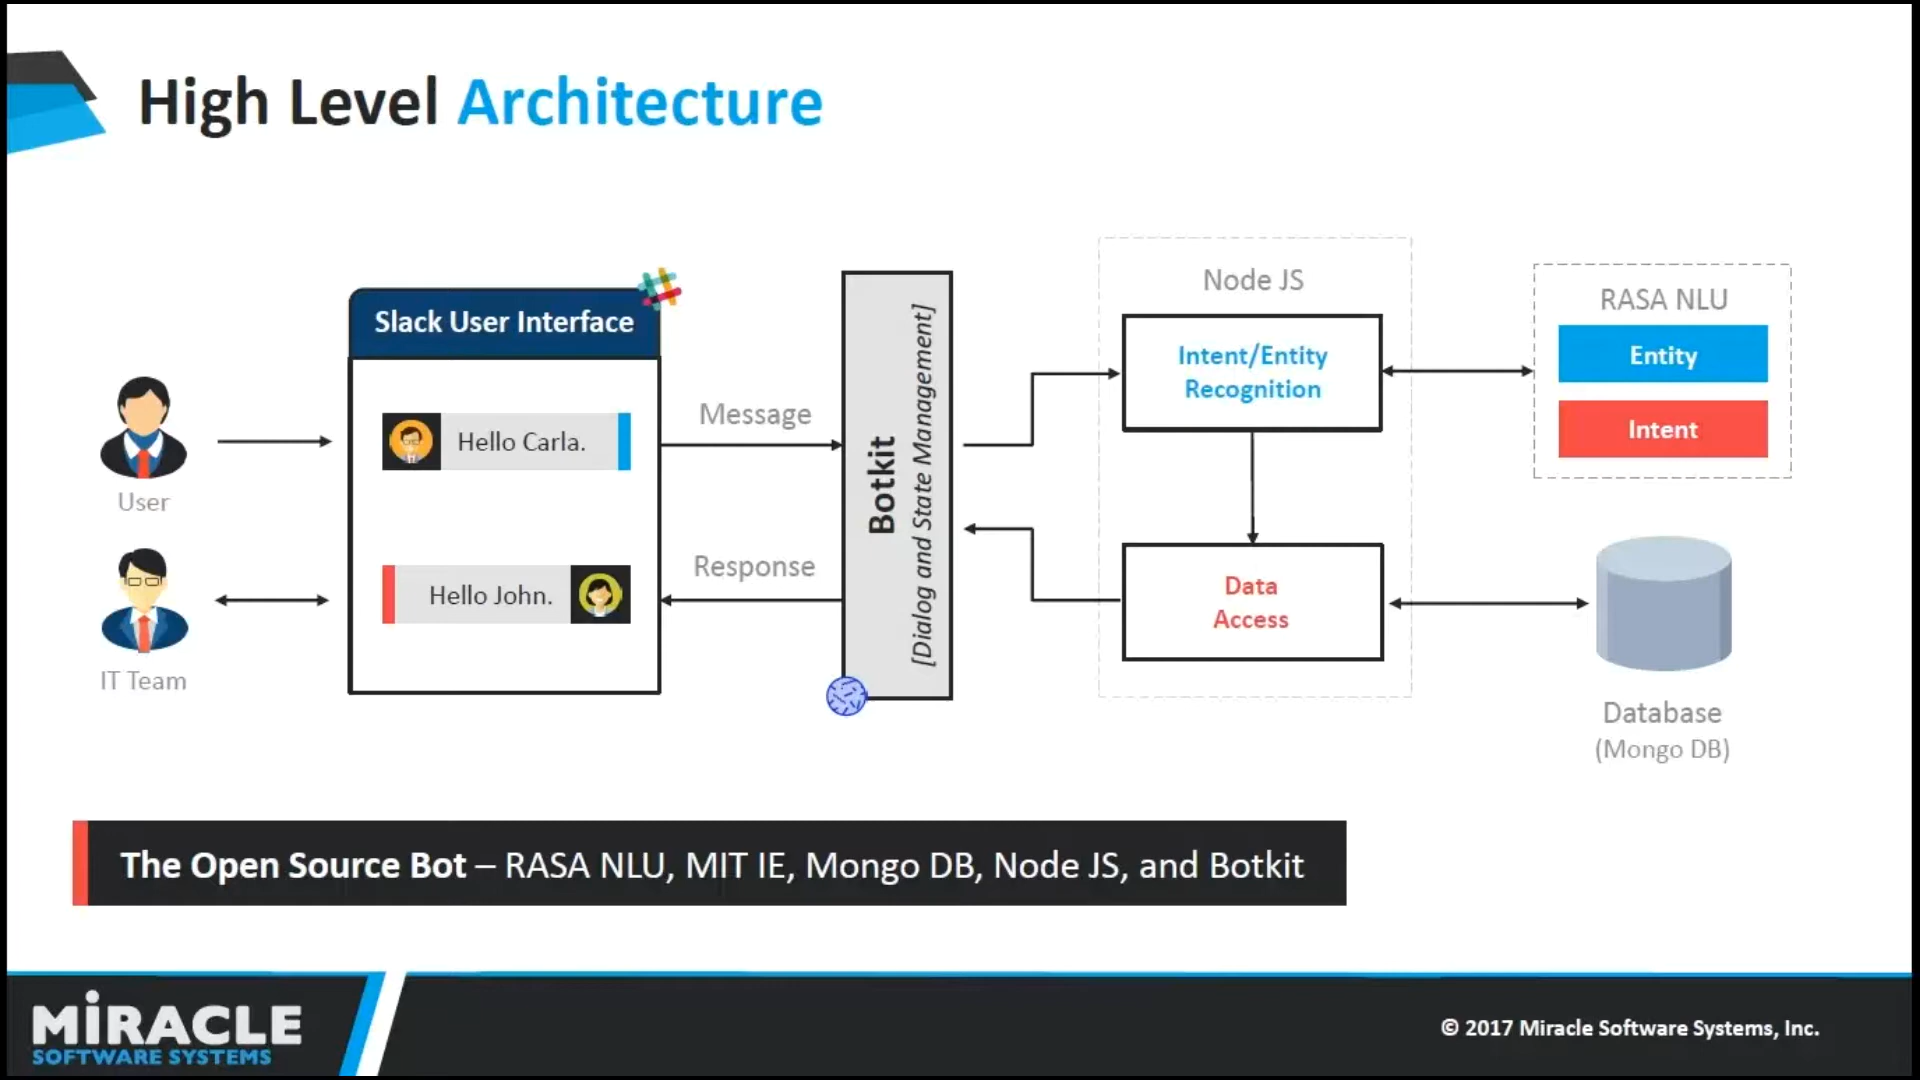 High Level Architecture
Slack User Interface
Hello Carla.
Hello John.
User
IT Team
Message
Response
Botkit
[Dialog and State Management]
Node JS
Intent/Entity
Recognition
Data
Access
RASA NLU
Entity
Intent
Database
(Mongo DB)
The Open Source Bot – RASA NLU, MIT IE, Mongo DB, Node JS, and Botkit
MiRACLE
SOFTWARE SYSTEMS
© 2017 Miracle Software Systems, Inc.